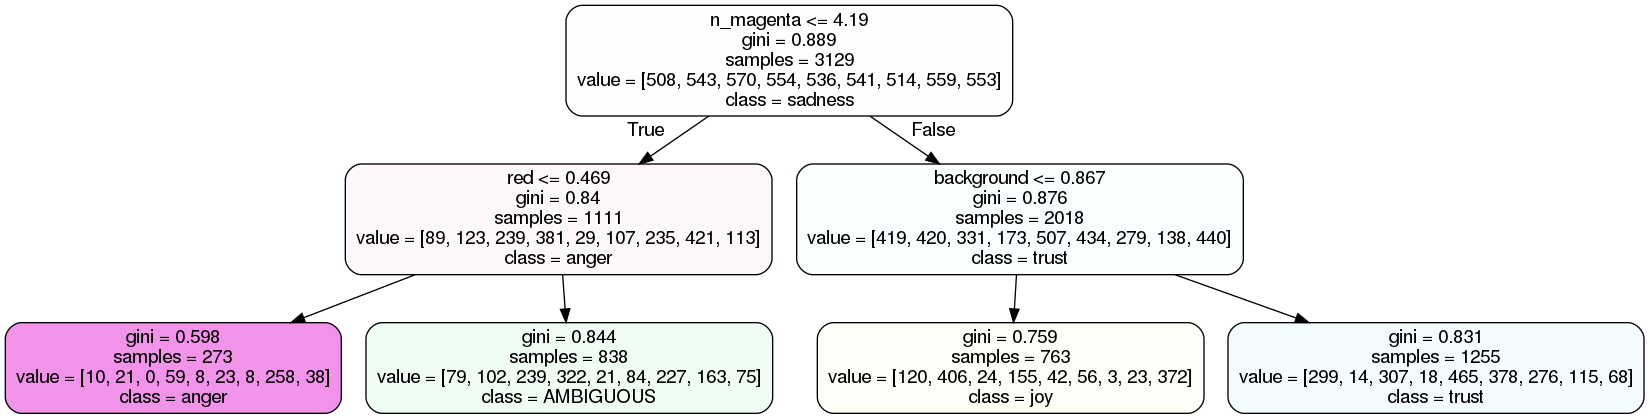 n_magenta <= 4.19
gini = 0.889
samples = 3129
value = [508, 543, 570, 554, 536, 541, 514, 559, 553]
class = sadness
True
False
red <= 0.469
gini = 0.84
samples = 1111
value = [89, 123, 239, 381, 29, 107, 235, 421, 113]
class = anger
background <= 0.867
gini = 0.876
samples = 2018
value = [419, 420, 331, 173, 507, 434, 279, 138, 440]
class = trust
gini = 0.598
samples = 273
value = [10, 21, 0, 59, 8, 23, 8, 258, 38]
class = anger
gini = 0.844
samples = 838
value = [79, 102, 239, 322, 21, 84, 227, 163, 75]
class = AMBIGUOUS
gini = 0.759
samples = 763
value = [120, 406, 24, 155, 42, 56, 3, 23, 372]
class = joy
gini = 0.831
samples = 1255
value = [299, 14, 307, 18, 465, 378, 276, 115, 68]
class = trust